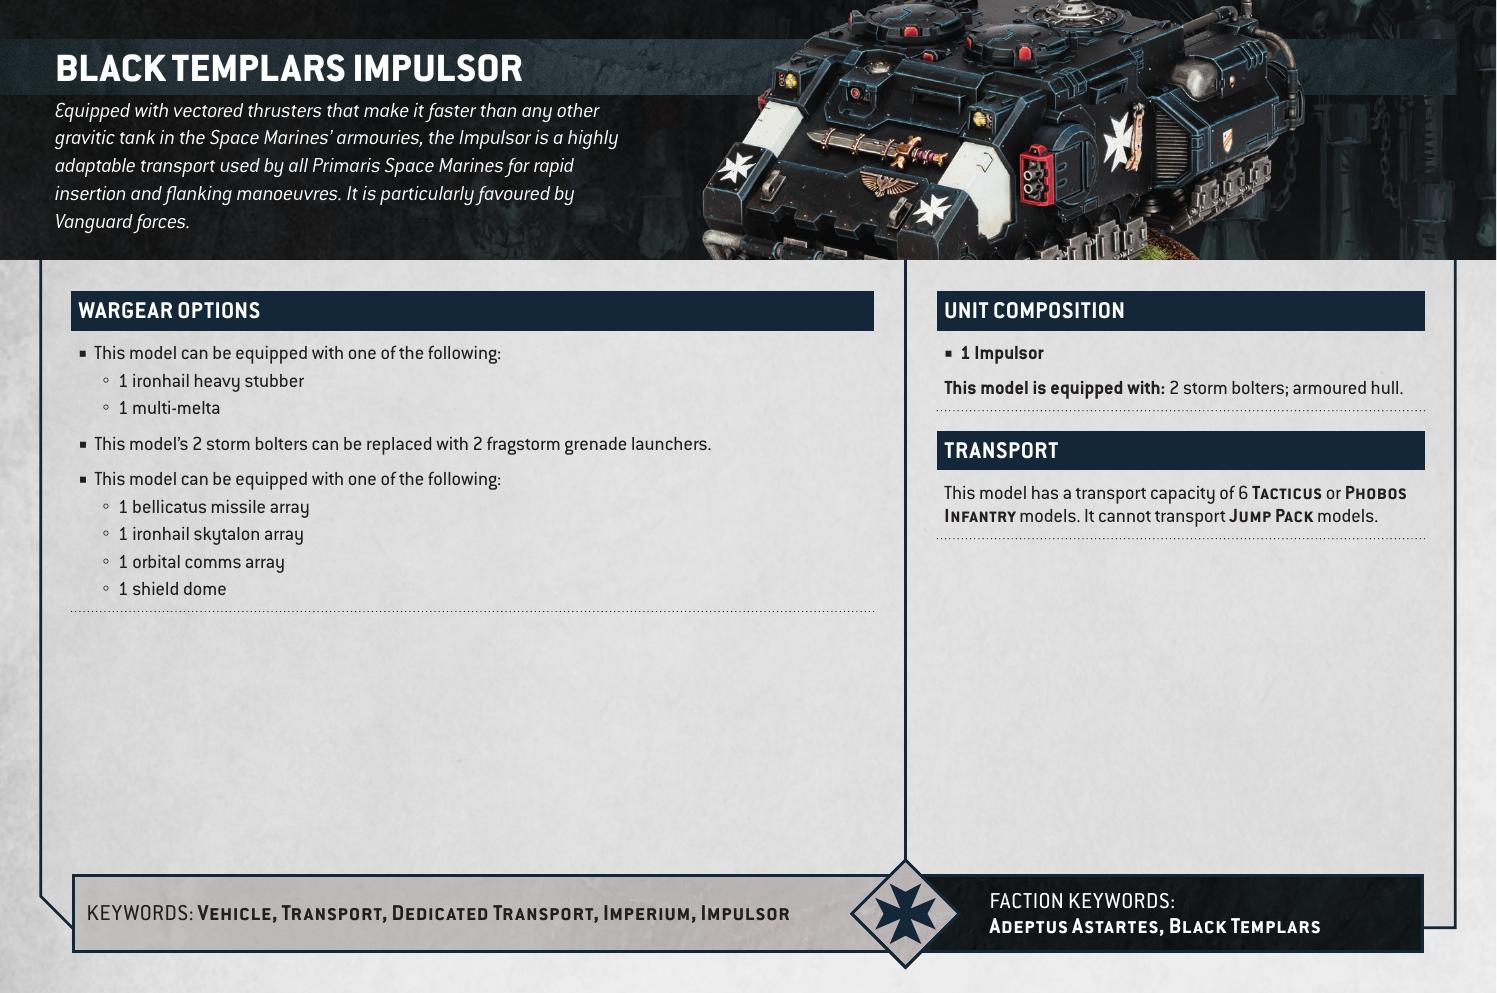 BLACK TEMPLARS IMPULSOR
Equipped with vectored thrusters that make it faster than any other
gravitic tank in the Space Marines’ armouries, the Impulsor is a highly
adaptable transport used by all Primaris Space Marines for rapid
insertion and flanking manoeuvres. It is particularly favoured by
Vanguard forces.
WARGEAR OPTIONS
■ This model can be equipped with one of the following:
◦ 1 ironhail heavy stubber
◦ 1 multi-melta
■ This model’s 2 storm bolters can be replaced with 2 fragstorm grenade launchers.
■ This model can be equipped with one of the following:
◦ 1 bellicatus missile array
◦ 1 ironhail skytalon array
◦ 1 orbital comms array
◦ 1 shield dome
UNIT COMPOSITION
■ 1 Impulsor
This model is equipped with: 2 storm bolters; armoured hull.
TRANSPORT
This model has a transport capacity of 6 Tacticus or Phobos
Infantry models. It cannot transport Jump Pack models.
KEYWORDS: Vehicle, Transport, Dedicated Transport, Imperium, Impulsor
FACTION KEYWORDS:
Adeptus Astartes, Black Templars